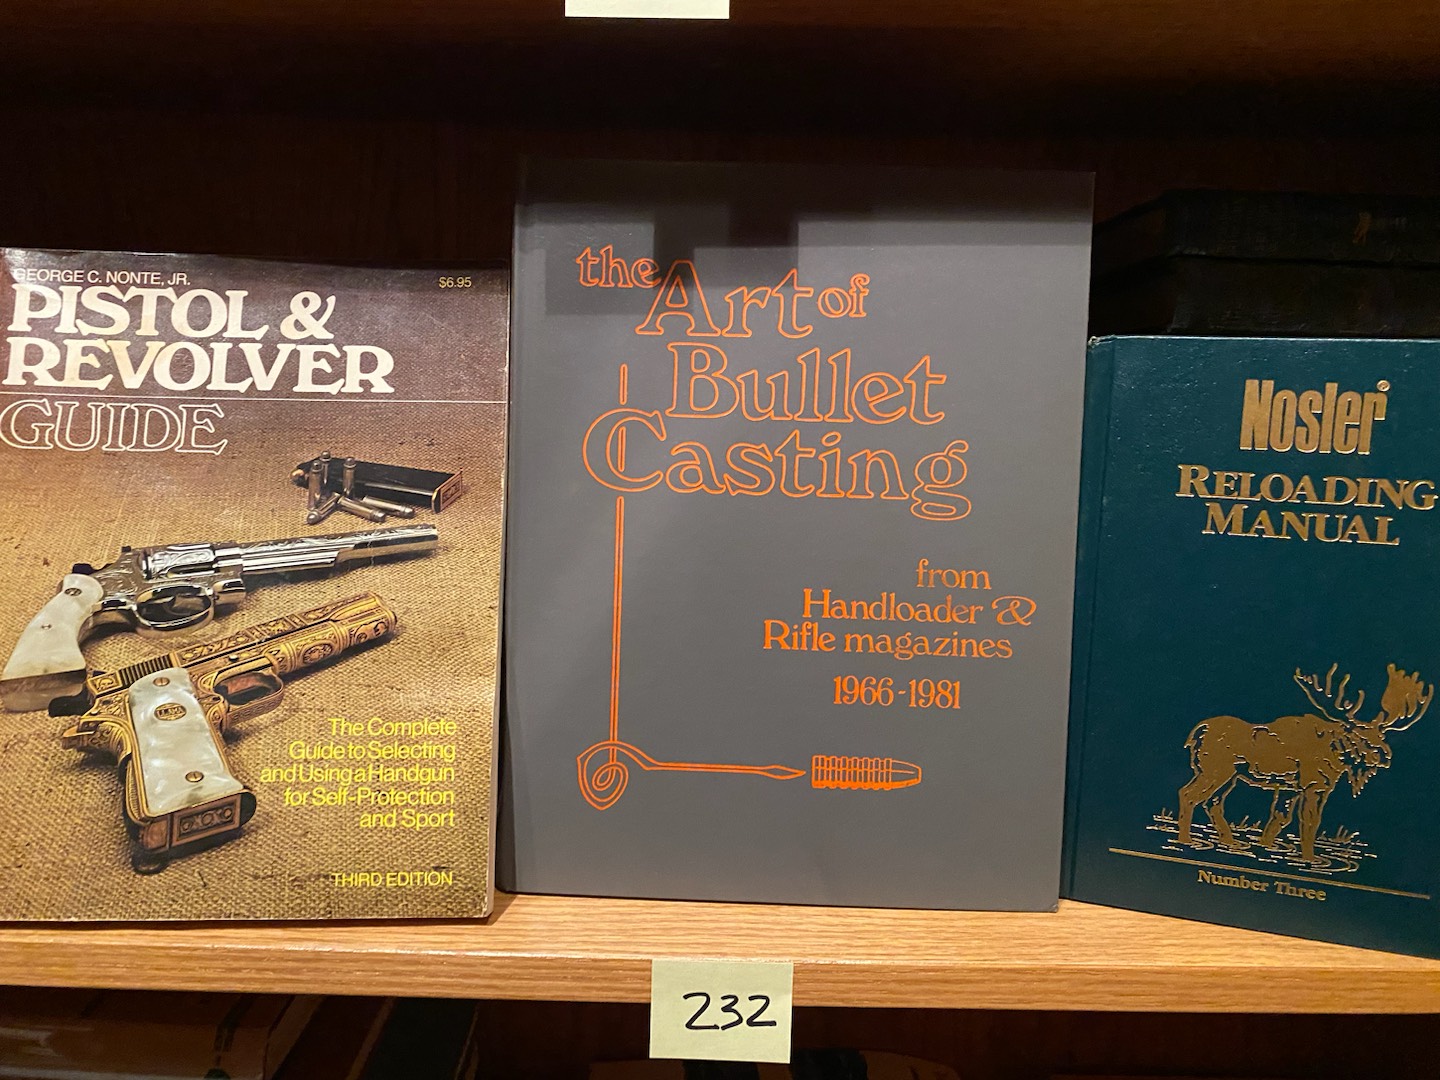 GEORGE C. NONTE, JR.
$6.95
PISTOL &
REVOLVER
GUIDE
The Complete
Guide to Selecting
and Using a Handgun
for Self-Protection
and Sport
THIRD EDITION
the Art of
Bullet
Casting
from
Handloader &
Rifle magazines
1966-1981
Nosler®
RELOADING
MANUAL
Number Three
232